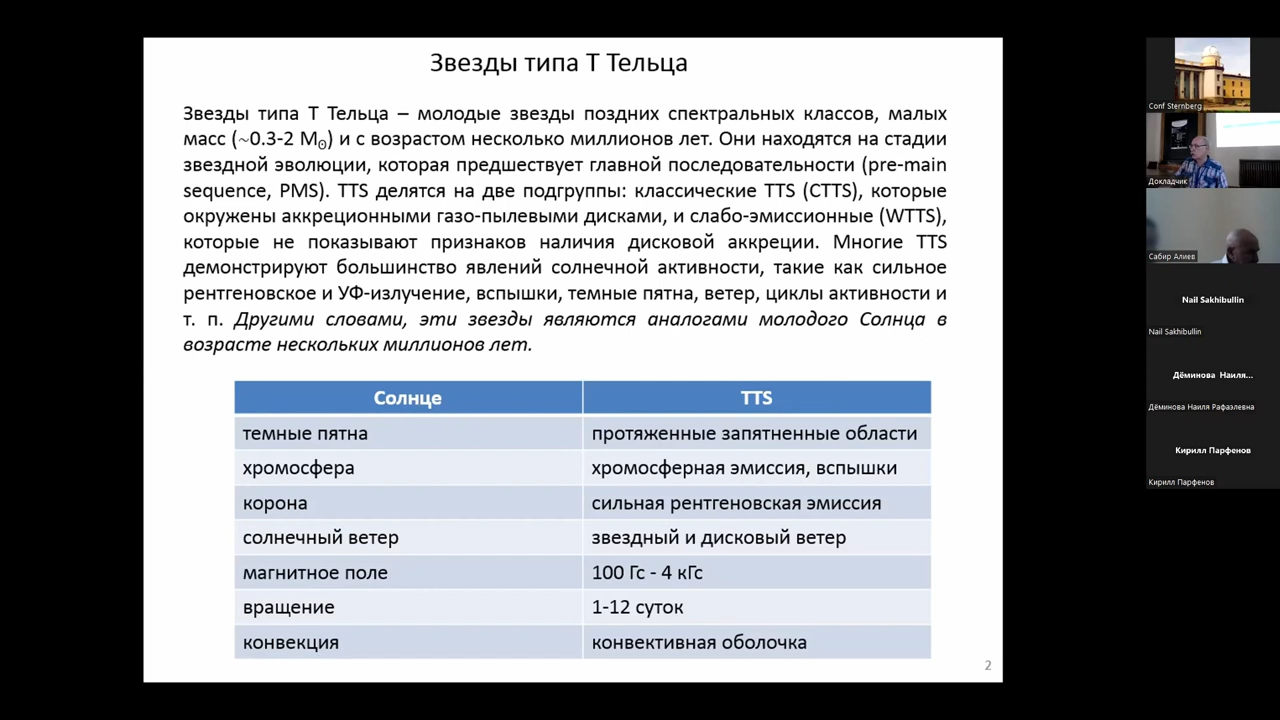 Звезды типа Т Тельца
Звезды типа Т Тельца – молодые звезды поздних спектральных классов, малых
масс (~0.3-2 M⊙) и с возрастом несколько миллионов лет. Они находятся на стадии
звездной эволюции, которая предшествует главной последовательности (pre-main
sequence, PMS). TTS делятся на две подгруппы: классические TTS (CTTS), которые
окружены аккреционными газо-пылевыми дисками, и слабо-эмиссионные (WTTS),
которые не показывают признаков наличия дисковой аккреции. Многие TTS
демонстрируют большинство явлений солнечной активности, такие как сильное
рентгеновское и УФ-излучение, вспышки, темные пятна, ветер, циклы активности и
т. п. Другими словами, эти звезды являются аналогами молодого Солнца в
возрасте нескольких миллионов лет.
Солнце TTS
темные пятна протяженные запятненные области
хромосфера хромосферная эмиссия, вспышки
корона сильная рентгеновская эмиссия
солнечный ветер звездный и дисковый ветер
магнитное поле 100 Гс - 4 кГс
вращение 1-12 суток
конвекция конвективная оболочка
2
Conf Sternberg
Докладчик
Сабир Алиев
Nail Sakhibullin
Nail Sakhibullin
Дёминова Наиля...
Дёминова Наиля Рафаэлевна
Кирилл Парфенов
Кирилл Парфенов